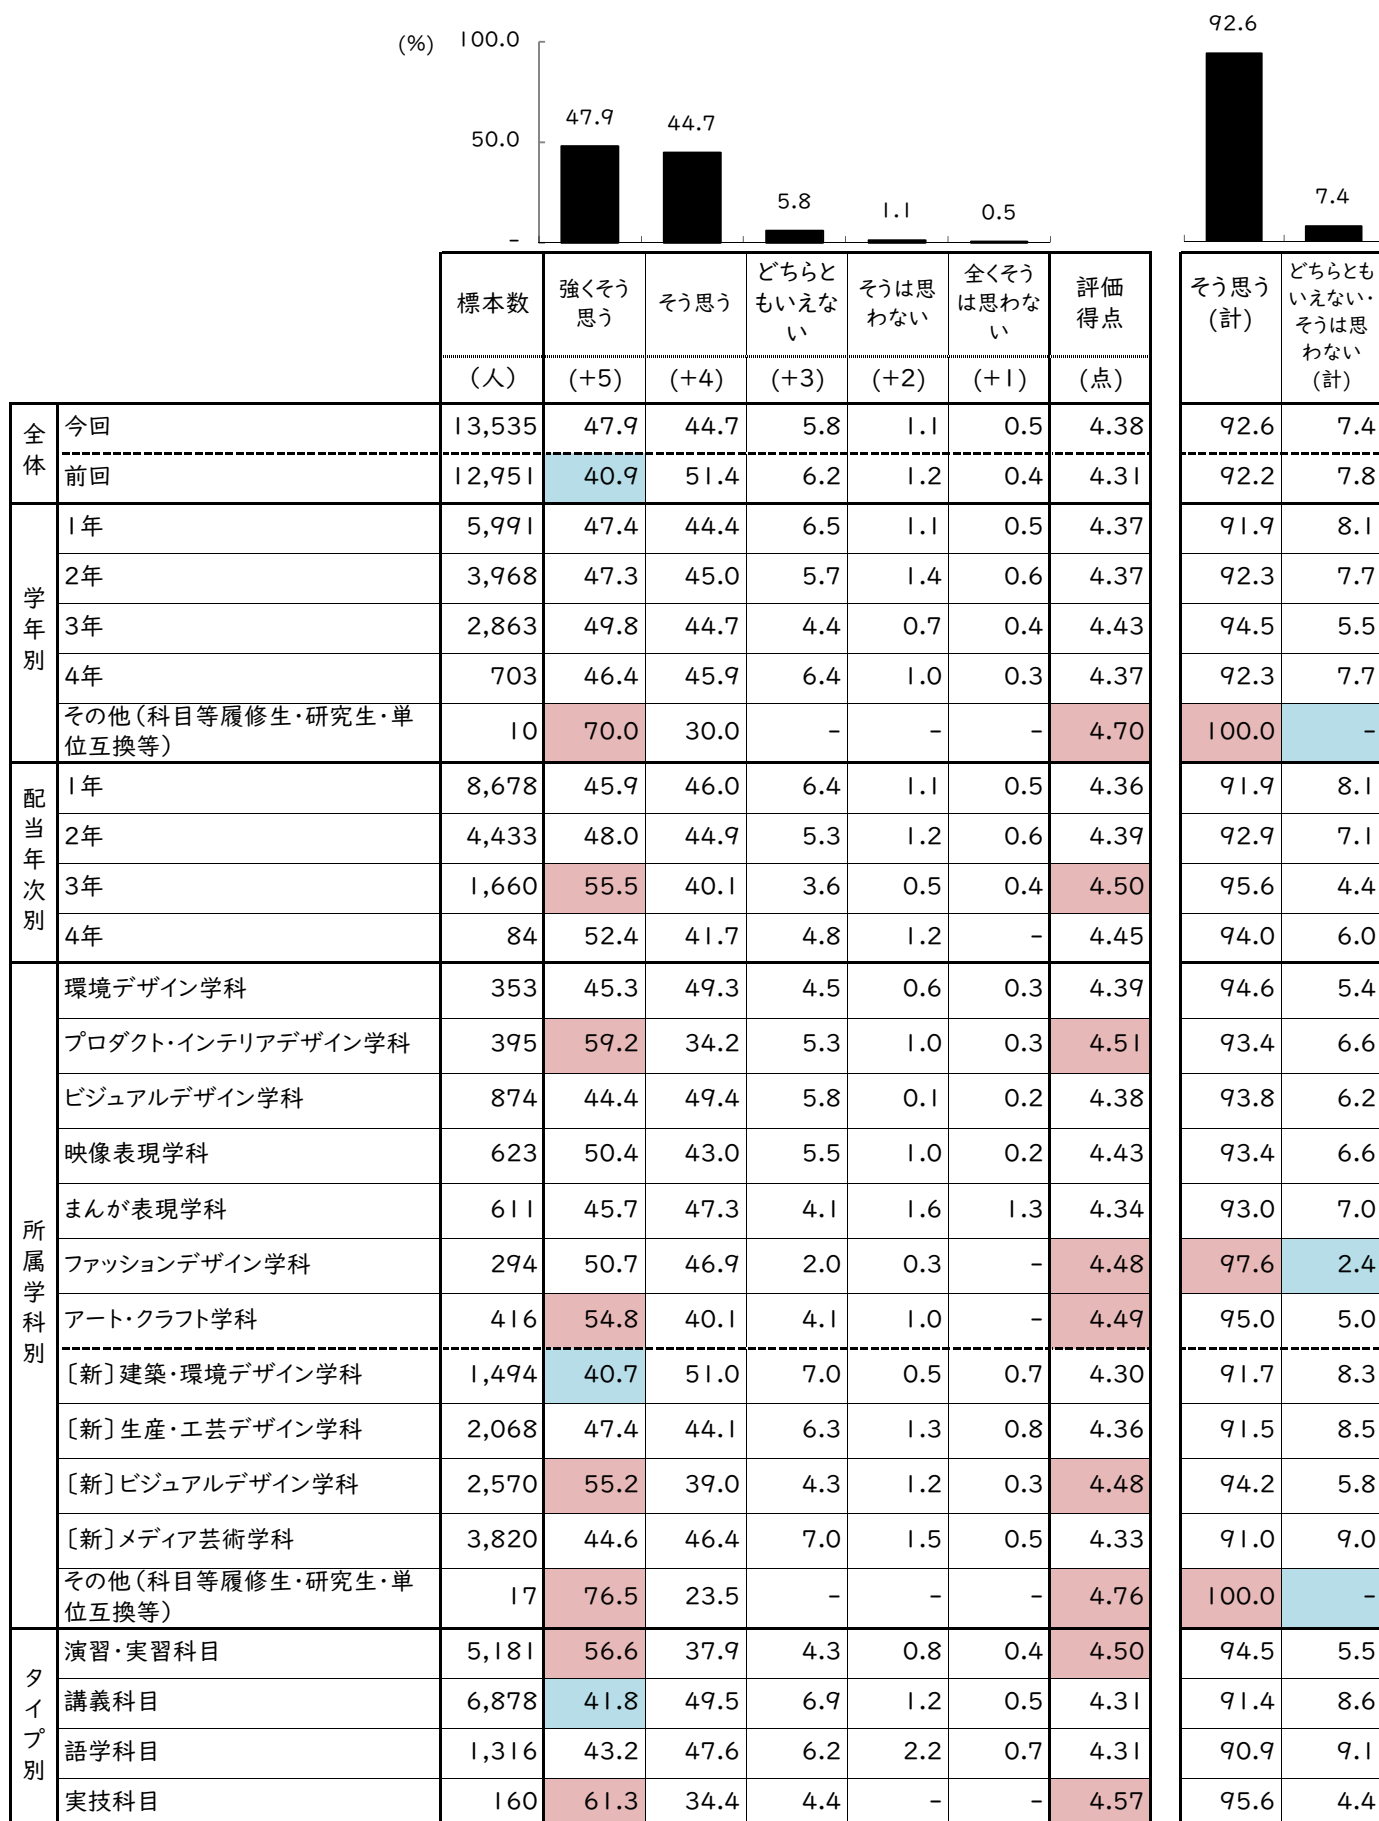 (%) 100.0
50.0
-
47.9 44.7 5.8 1.1 0.5
92.6 7.4
標本数 強くそう思う そう思う どちらともいえない そうは思わない 全くそうは思わない 評価得点 そう思う(計) どちらともいえない・そうは思わない(計)
(人) (+5) (+4) (+3) (+2) (+1) (点)
全体
今回 13,535 47.9 44.7 5.8 1.1 0.5 4.38 92.6 7.4
前回 12,951 40.9 51.4 6.2 1.2 0.4 4.31 92.2 7.8
学年別
1年 5,991 47.4 44.4 6.5 1.1 0.5 4.37 91.9 8.1
2年 3,968 47.3 45.0 5.7 1.4 0.6 4.37 92.3 7.7
3年 2,863 49.8 44.7 4.4 0.7 0.4 4.43 94.5 5.5
4年 703 46.4 45.9 6.4 1.0 0.3 4.37 92.3 7.7
その他(科目等履修生・研究生・単位互換等) 10 70.0 30.0 - - - 4.70 100.0 -
配当年次別
1年 8,678 45.9 46.0 6.4 1.1 0.5 4.36 91.9 8.1
2年 4,433 48.0 44.9 5.3 1.2 0.6 4.39 92.9 7.1
3年 1,660 55.5 40.1 3.6 0.5 0.4 4.50 95.6 4.4
4年 84 52.4 41.7 4.8 1.2 - 4.45 94.0 6.0
所属学科別
環境デザイン学科 353 45.3 49.3 4.5 0.6 0.3 4.39 94.6 5.4
プロダクト・インテリアデザイン学科 395 59.2 34.2 5.3 1.0 0.3 4.51 93.4 6.6
ビジュアルデザイン学科 874 44.4 49.4 5.8 0.1 0.2 4.38 93.8 6.2
映像表現学科 623 50.4 43.0 5.5 1.0 0.2 4.43 93.4 6.6
まんが表現学科 611 45.7 47.3 4.1 1.6 1.3 4.34 93.0 7.0
ファッションデザイン学科 294 50.7 46.9 2.0 0.3 - 4.48 97.6 2.4
アート・クラフト学科 416 54.8 40.1 4.1 1.0 - 4.49 95.0 5.0
〔新〕建築・環境デザイン学科 1,494 40.7 51.0 7.0 0.5 0.7 4.30 91.7 8.3
〔新〕生産・工芸デザイン学科 2,068 47.4 44.1 6.3 1.3 0.8 4.36 91.5 8.5
〔新〕ビジュアルデザイン学科 2,570 55.2 39.0 4.3 1.2 0.3 4.48 94.2 5.8
〔新〕メディア芸術学科 3,820 44.6 46.4 7.0 1.5 0.5 4.33 91.0 9.0
その他(科目等履修生・研究生・単位互換等) 17 76.5 23.5 - - - 4.76 100.0 -
タイプ別
演習・実習科目 5,181 56.6 37.9 4.3 0.8 0.4 4.50 94.5 5.5
講義科目 6,878 41.8 49.5 6.9 1.2 0.5 4.31 91.4 8.6
語学科目 1,316 43.2 47.6 6.2 2.2 0.7 4.31 90.9 9.1
実技科目 160 61.3 34.4 4.4 - - 4.57 95.6 4.4